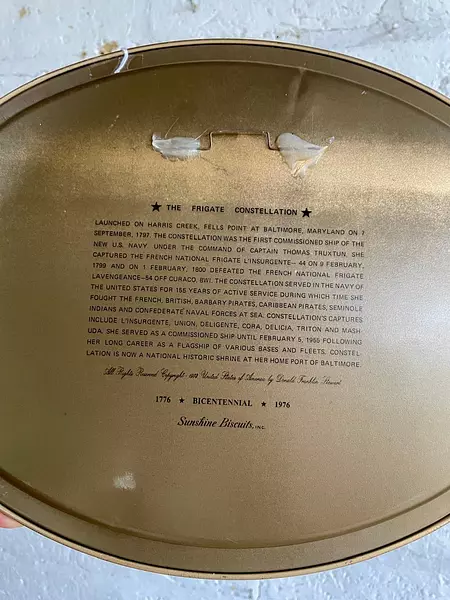 ★ THE FRIGATE CONSTELLATION ★
LAUNCHED ON HARRIS CREEK, FELLS POINT AT BALTIMORE, MARYLAND ON 7
SEPTEMBER, 1797. THE CONSTELLATION WAS THE FIRST COMMISSIONED SHIP OF THE
NEW U.S. NAVY. UNDER THE COMMAND OF CAPTAIN THOMAS TRUXTUN, SHE
CAPTURED THE FRENCH NATIONAL FRIGATE L'INSURGENTE-- 44 ON 9 FEBRUARY,
1799 AND ON 1 FEBRUARY, 1800 DEFEATED THE FRENCH NATIONAL FRIGATE
LAVENGEANCE--54 OFF CURACO, BWI. THE CONSTELLATION SERVED IN THE NAVY OF
THE UNITED STATES FOR 155 YEARS OF ACTIVE SERVICE DURING WHICH TIME SHE
FOUGHT THE FRENCH, BRITISH, BARBARY PIRATES, CARIBBEAN PIRATES, SEMINOLE
INDIANS AND CONFEDERATE NAVAL FORCES AT SEA. CONSTELLATION'S CAPTURES
INCLUDE L'INSURGENTE, UNION, DELIGENTE, CORA, DELICIA, TRITON AND MASH-
UDA, SHE SERVED AS A COMMISSIONED SHIP UNTIL FEBRUARY 5, 1955 FOLLOWING
HER LONG CAREER AS A FLAGSHIP OF VARIOUS BASES AND FLEETS. CONSTEL-
LATION IS NOW A NATIONAL HISTORIC SHRINE AT HER HOME PORT OF BALTIMORE.
All Rights Reserved Copyright - United States of America by Donald Franklin Stewart
1776 ★ BICENTENNIAL ★ 1976
Sunshine Biscuits, INC.